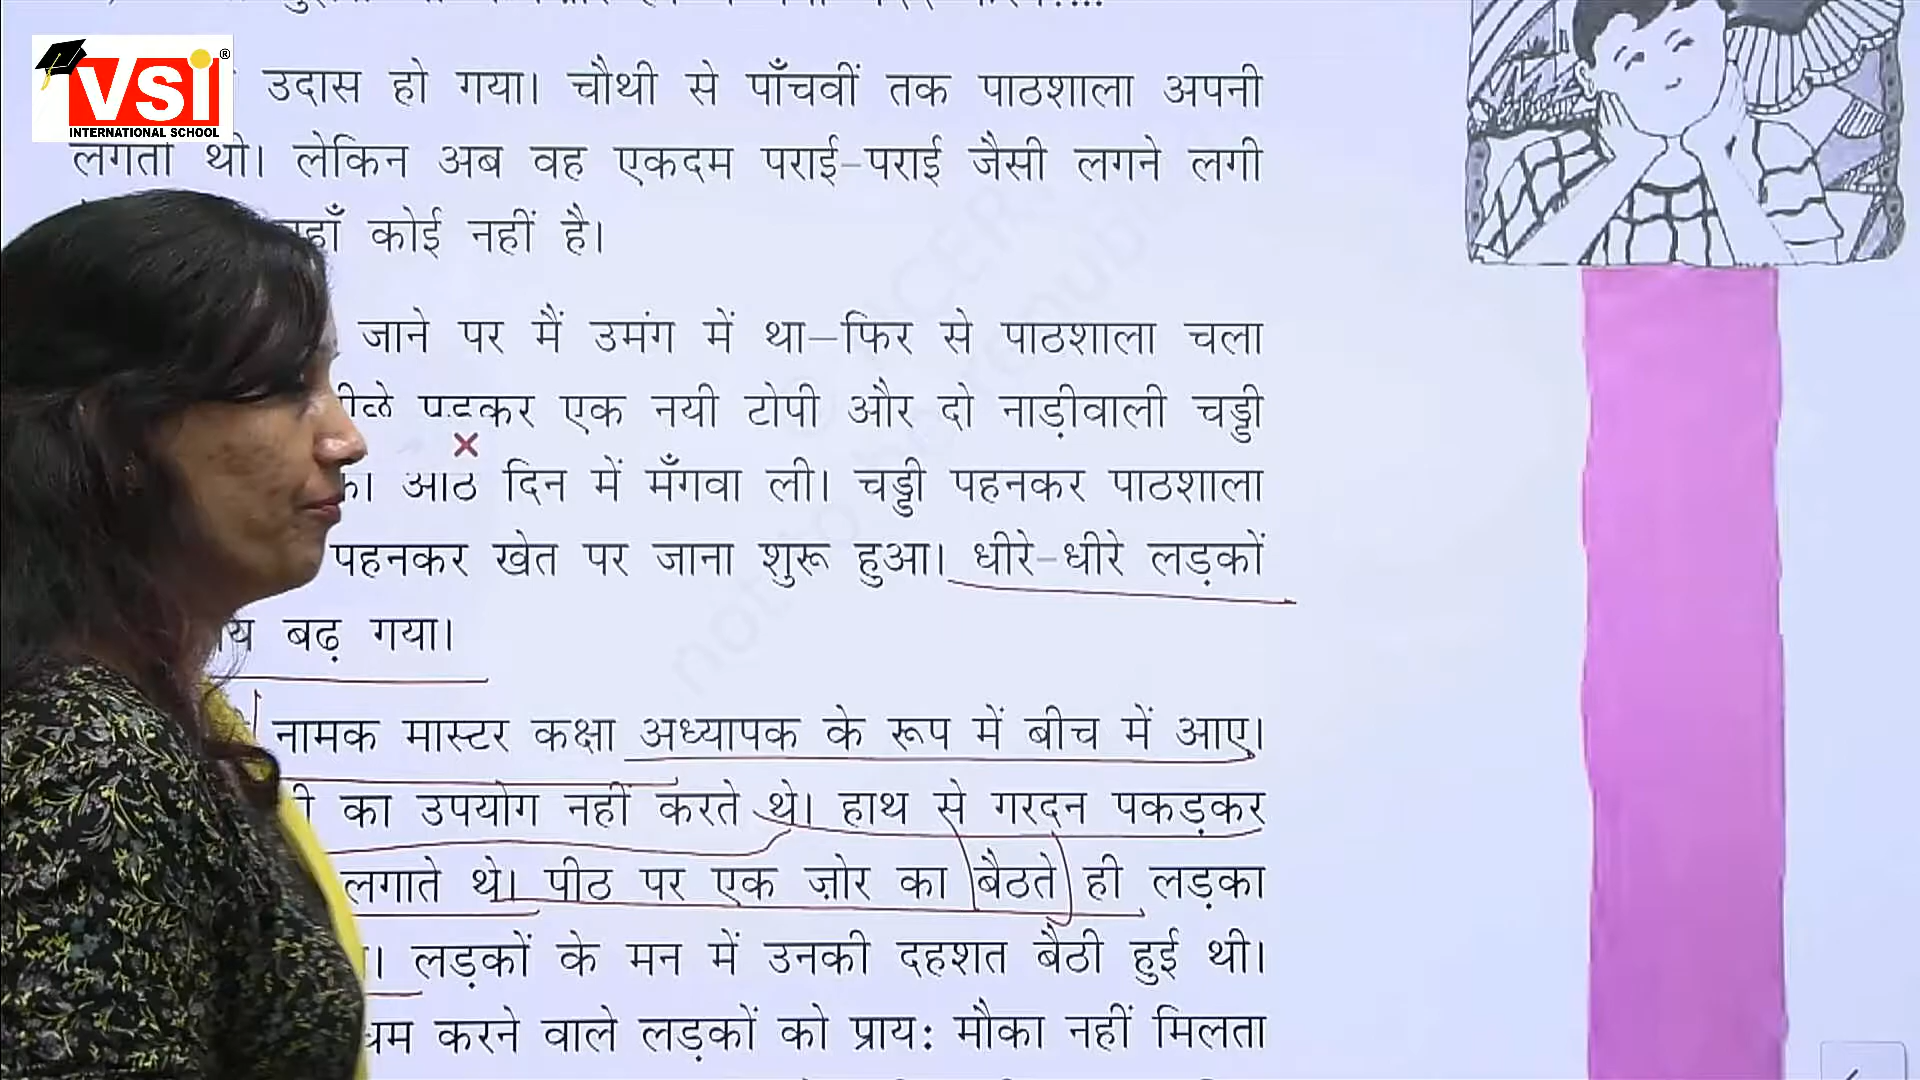 VSI
®
INTERNATIONAL SCHOOL
उदास हो गया। चौथी से पाँचवीं तक पाठशाला अपनी
लगती थी। लेकिन अब वह एकदम पराई-पराई जैसी लगने लगी
कोई नहीं है।
जाने पर मैं उमंग में था—फिर से पाठशाला चला
एक नयी टोपी और दो नाड़ीवाली चड्डी
आठ दिन में मँगवा ली। चड्डी पहनकर पाठशाला
पहनकर खेत पर जाना शुरू हुआ। धीरे-धीरे लड़कों
बढ़ गया।
नामक मास्टर कक्षा अध्यापक के रूप में बीच में आए।
का उपयोग नहीं करते थे। हाथ से गरदन पकड़कर
लगाते थे। पीठ पर एक ज़ोर का बैठते ही लड़का
। लड़कों के मन में उनकी दहशत बैठी हुई थी।
करने वाले लड़कों को प्राय: मौका नहीं मिलता